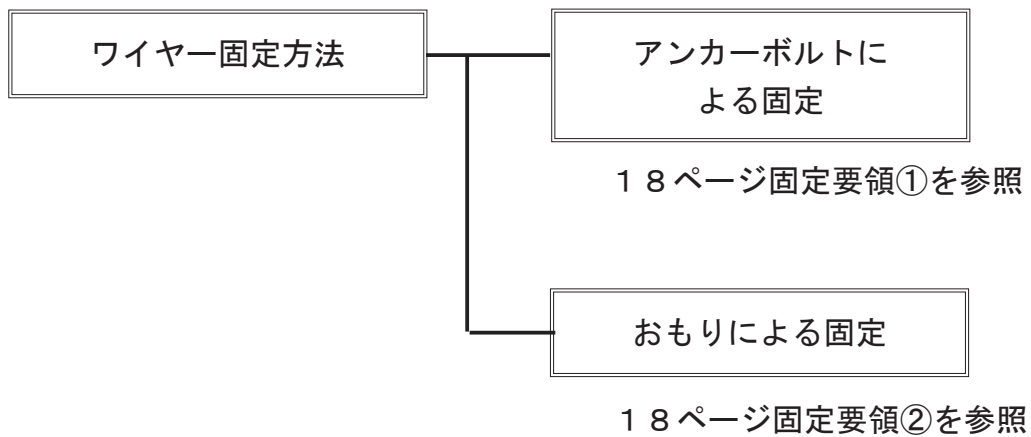 ワイヤー固定方法
アンカーボルトに
よる固定
１８ページ固定要領①を参照
おもりによる固定
１８ページ固定要領②を参照